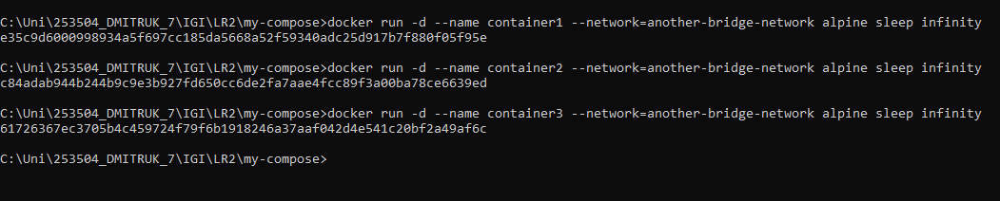 C:\Uni\253504_DMITRUK_7\IGI\LR2\my-compose>docker run -d --name container1 --network=another-bridge-network alpine sleep infinity
e35c9d6000998934a5f697cc185da5668a52f59340adc25d917b7f880f05f95e
C:\Uni\253504_DMITRUK_7\IGI\LR2\my-compose>docker run -d --name container2 --network=another-bridge-network alpine sleep infinity
c84adab944b244b9c9e3b927fd650cc6de2fa7aae4fcc89f3a00ba78ce6639ed
C:\Uni\253504_DMITRUK_7\IGI\LR2\my-compose>docker run -d --name container3 --network=another-bridge-network alpine sleep infinity
61726367ec3705b4c459724f79f6b1918246a37aaf042d4e541c20bf2a49af6c
C:\Uni\253504_DMITRUK_7\IGI\LR2\my-compose>